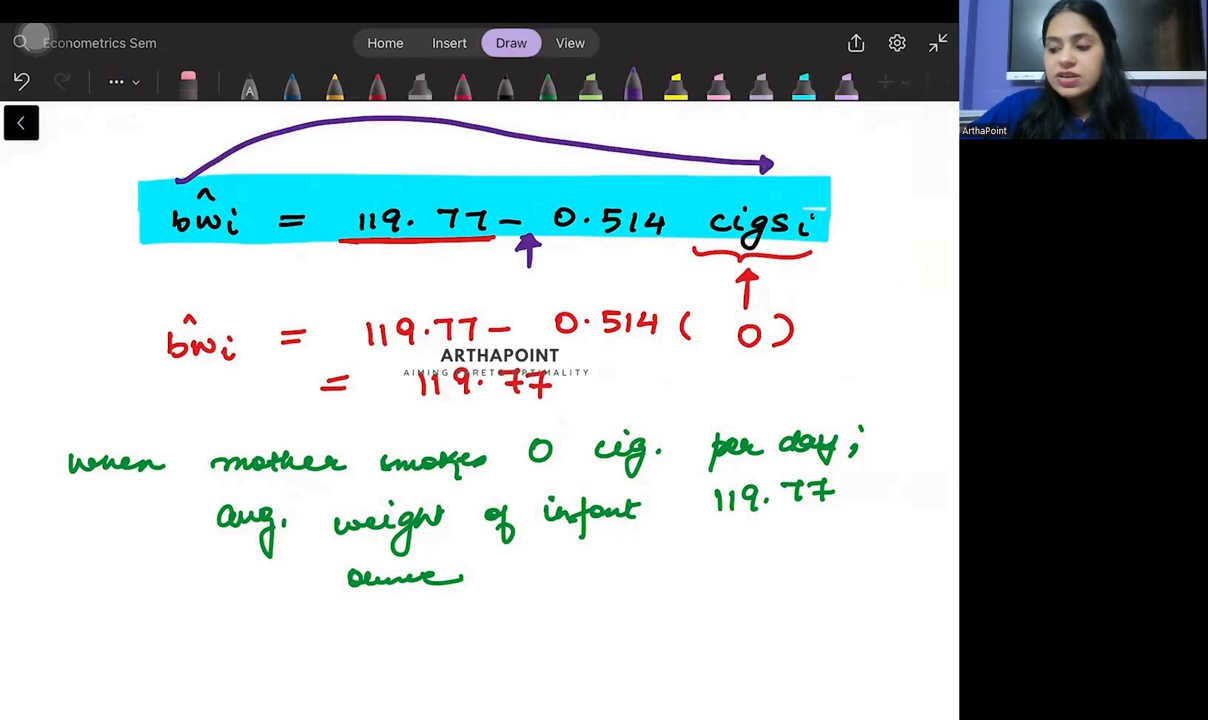 Econometrics Sem
Home Insert Draw View
A
ArthaPoint
bŵi = 119.77 - 0.514 cigsi
bŵi = 119.77 - 0.514 ( 0 )
ARTHAPOINT
AIMING PARETO OPTIMALITY
= 119.77
when mother smokes 0 cig. per day;
avg. weight of infant 119.77
ounce